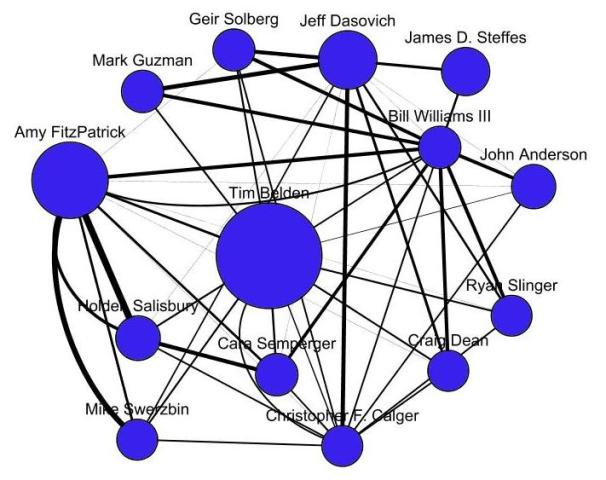 Geir Solberg
Jeff Dasovich
James D. Steffes
Mark Guzman
Bill Williams III
Amy FitzPatrick
John Anderson
Tim Belden
Ryan Slinger
Holden Salisbury
Cara Semperger
Craig Dean
Mike Swerzbin
Christopher F. Calger